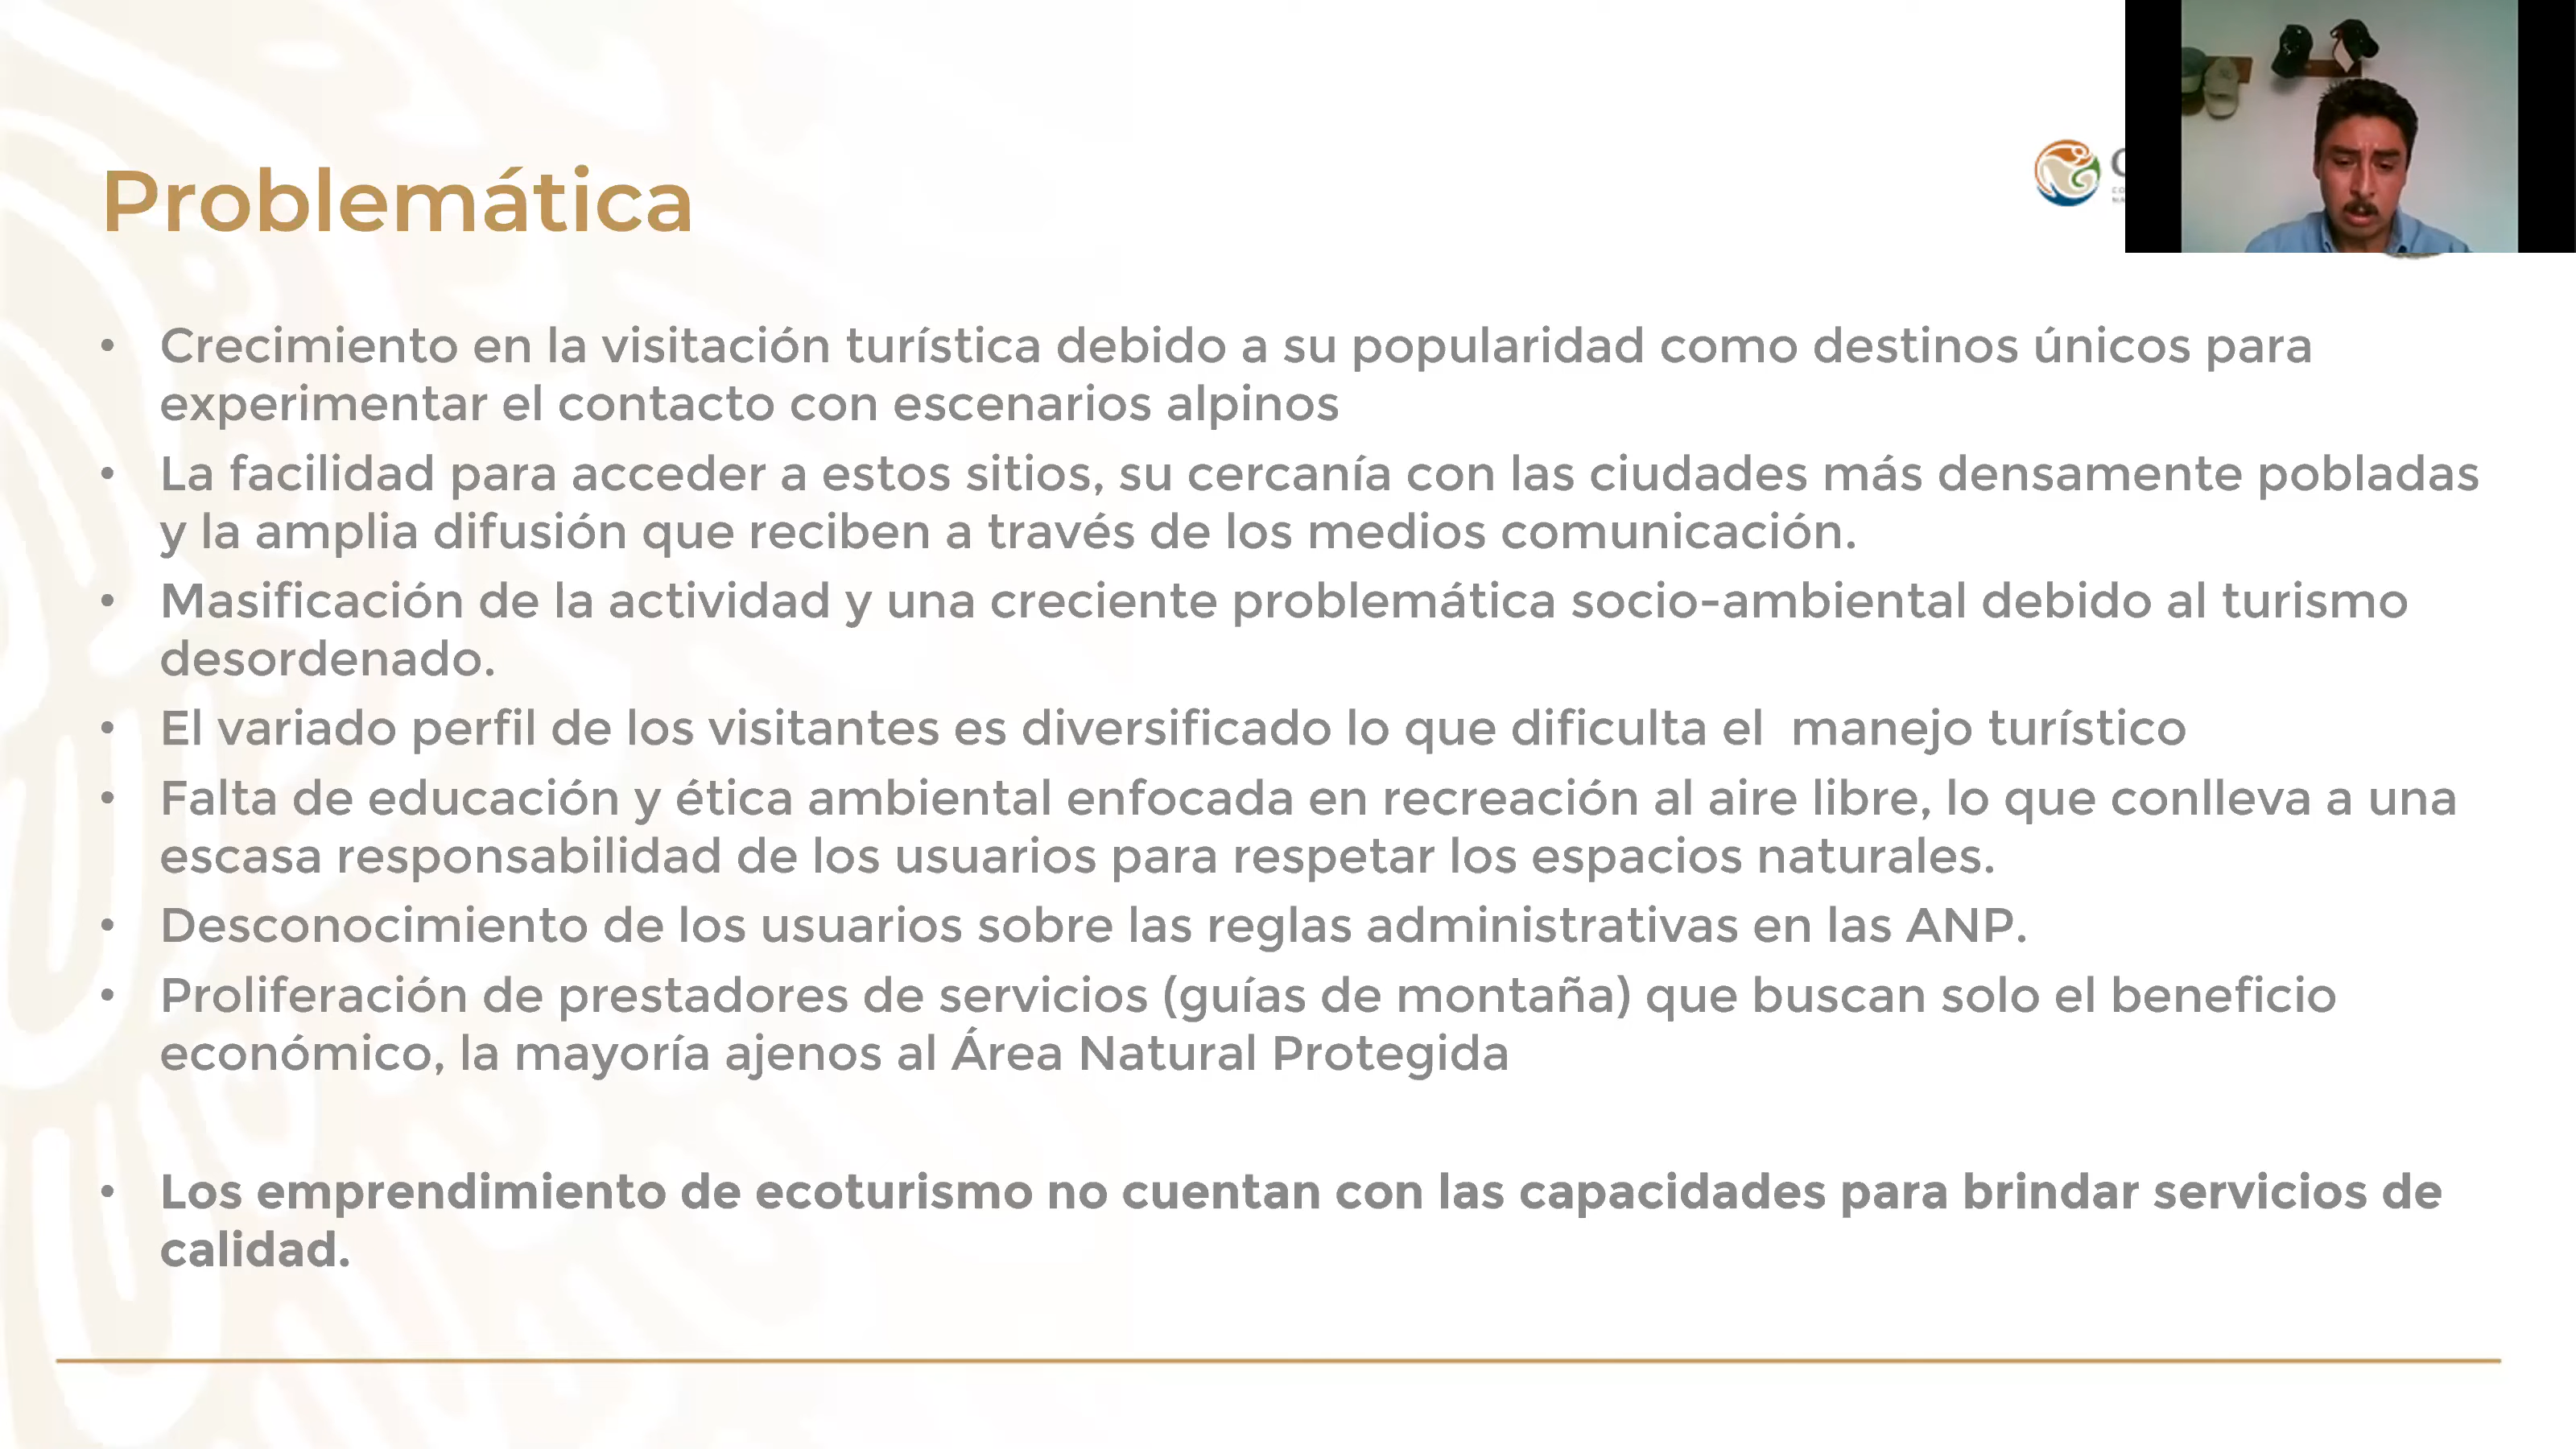 Problemática
• Crecimiento en la visitación turística debido a su popularidad como destinos únicos para
experimentar el contacto con escenarios alpinos
• La facilidad para acceder a estos sitios, su cercanía con las ciudades más densamente pobladas
y la amplia difusión que reciben a través de los medios comunicación.
• Masificación de la actividad y una creciente problemática socio-ambiental debido al turismo
desordenado.
• El variado perfil de los visitantes es diversificado lo que dificulta el  manejo turístico
• Falta de educación y ética ambiental enfocada en recreación al aire libre, lo que conlleva a una
escasa responsabilidad de los usuarios para respetar los espacios naturales.
• Desconocimiento de los usuarios sobre las reglas administrativas en las ANP.
• Proliferación de prestadores de servicios (guías de montaña) que buscan solo el beneficio
económico, la mayoría ajenos al Área Natural Protegida
• Los emprendimiento de ecoturismo no cuentan con las capacidades para brindar servicios de
calidad.